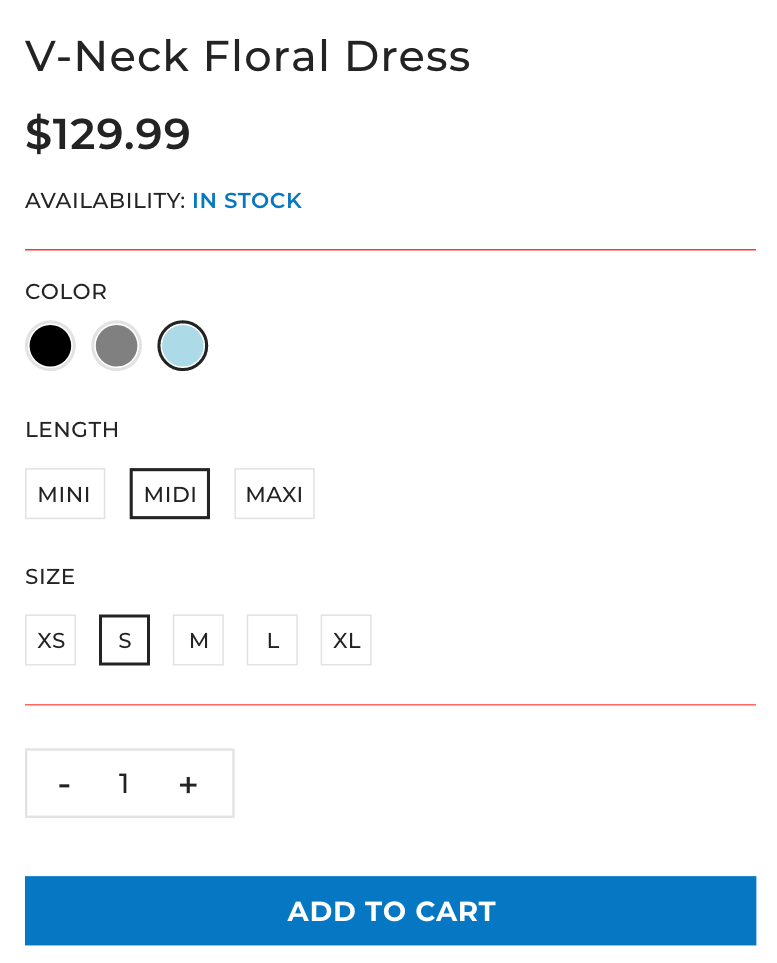 V-Neck Floral Dress
$129.99
AVAILABILITY: IN STOCK
COLOR
LENGTH
MINI MIDI MAXI
SIZE
XS S M L XL
- 1 +
ADD TO CART